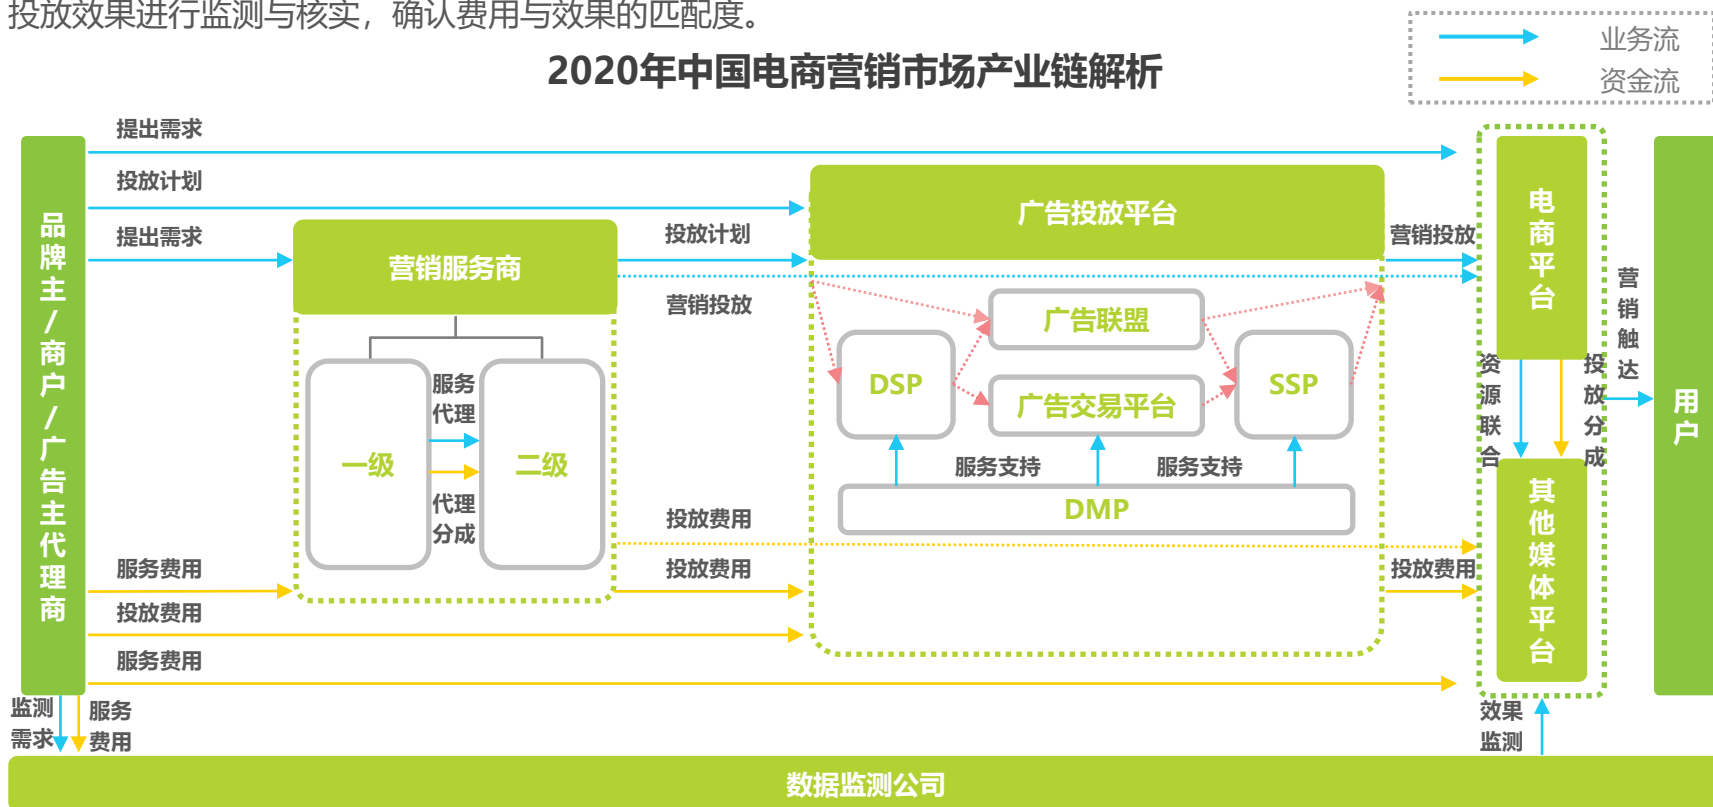 投放效果进行监测与核实，确认费用与效果的匹配度。
2020年中国电商营销市场产业链解析
业务流
资金流
提出需求
投放计划
提出需求
品牌主/商户/广告主代理商
营销服务商
一级
二级
服务
代理
代理
分成
投放计划
营销投放
广告投放平台
广告联盟
DSP
广告交易平台
SSP
服务支持
服务支持
DMP
营销投放
电商平台
资源联合
投放分成
其他媒体平台
营销触达
用户
投放费用
投放费用
投放费用
服务费用
投放费用
服务费用
监测
需求
服务
费用
效果
监测
数据监测公司